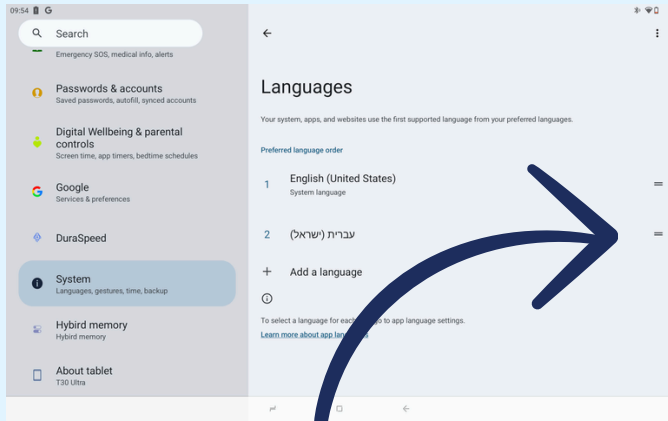 09:54
Search
Emergency SOS, medical info, alerts
Passwords & accounts
Saved passwords, autofill, synced accounts
Digital Wellbeing & parental
controls
Screen time, app timers, bedtime schedules
Google
Services & preferences
DuraSpeed
System
Languages, gestures, time, backup
Hybird memory
Hybird memory
About tablet
T30 Ultra
Languages
Your system, apps, and websites use the first supported language from your preferred languages.
Preferred language order
1 English (United States)
System language
2 עברית (ישראל)
+ Add a language
To select a language for each go to app language settings.
Learn more about app